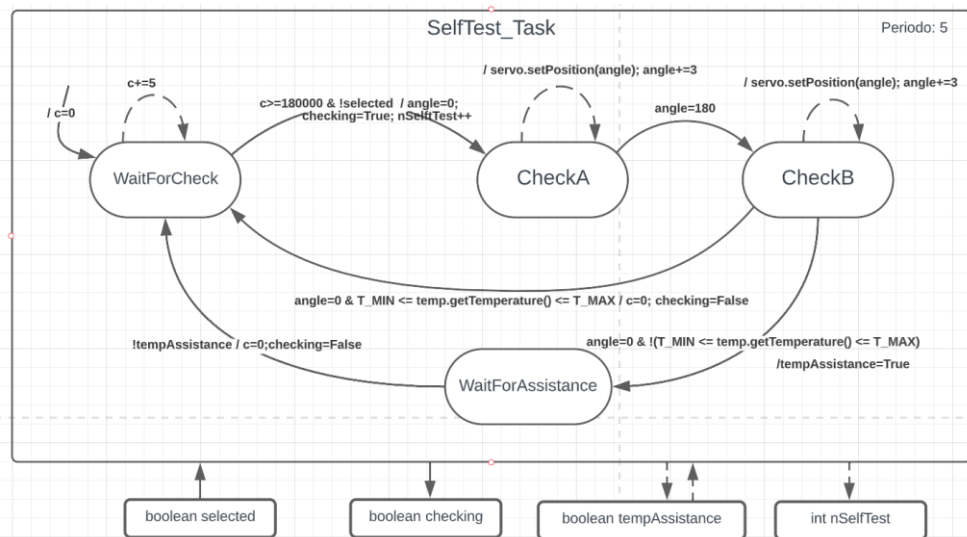 SelfTest_Task
Periodo: 5
/ c=0
c+=5
c>=180000 & !selected / angle=0;
checking=True; nSelftTest++
/ servo.setPosition(angle); angle+=3
angle=180
/ servo.setPosition(angle); angle+=3
WaitForCheck
CheckA
CheckB
angle=0 & T_MIN <= temp.getTemperature() <= T_MAX / c=0; checking=False
!tempAssistance / c=0;checking=False
angle=0 & !(T_MIN <= temp.getTemperature() <= T_MAX)
/tempAssistance=True
WaitForAssistance
boolean selected
boolean checking
boolean tempAssistance
int nSelfTest